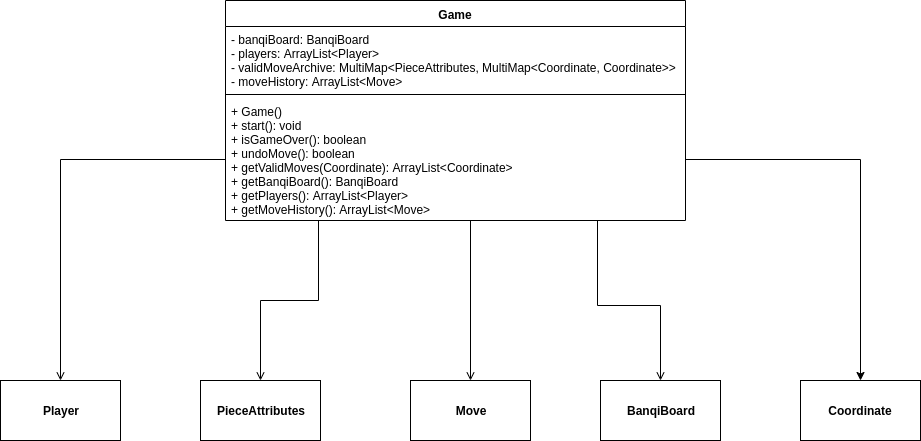 Game
- banqiBoard: BanqiBoard
- players: ArrayList<Player>
- validMoveArchive: MultiMap<PieceAttributes, MultiMap<Coordinate, Coordinate>>
- moveHistory: ArrayList<Move>
+ Game()
+ start(): void
+ isGameOver(): boolean
+ undoMove(): boolean
+ getValidMoves(Coordinate): ArrayList<Coordinate>
+ getBanqiBoard(): BanqiBoard
+ getPlayers(): ArrayList<Player>
+ getMoveHistory(): ArrayList<Move>
Player
PieceAttributes
Move
BanqiBoard
Coordinate